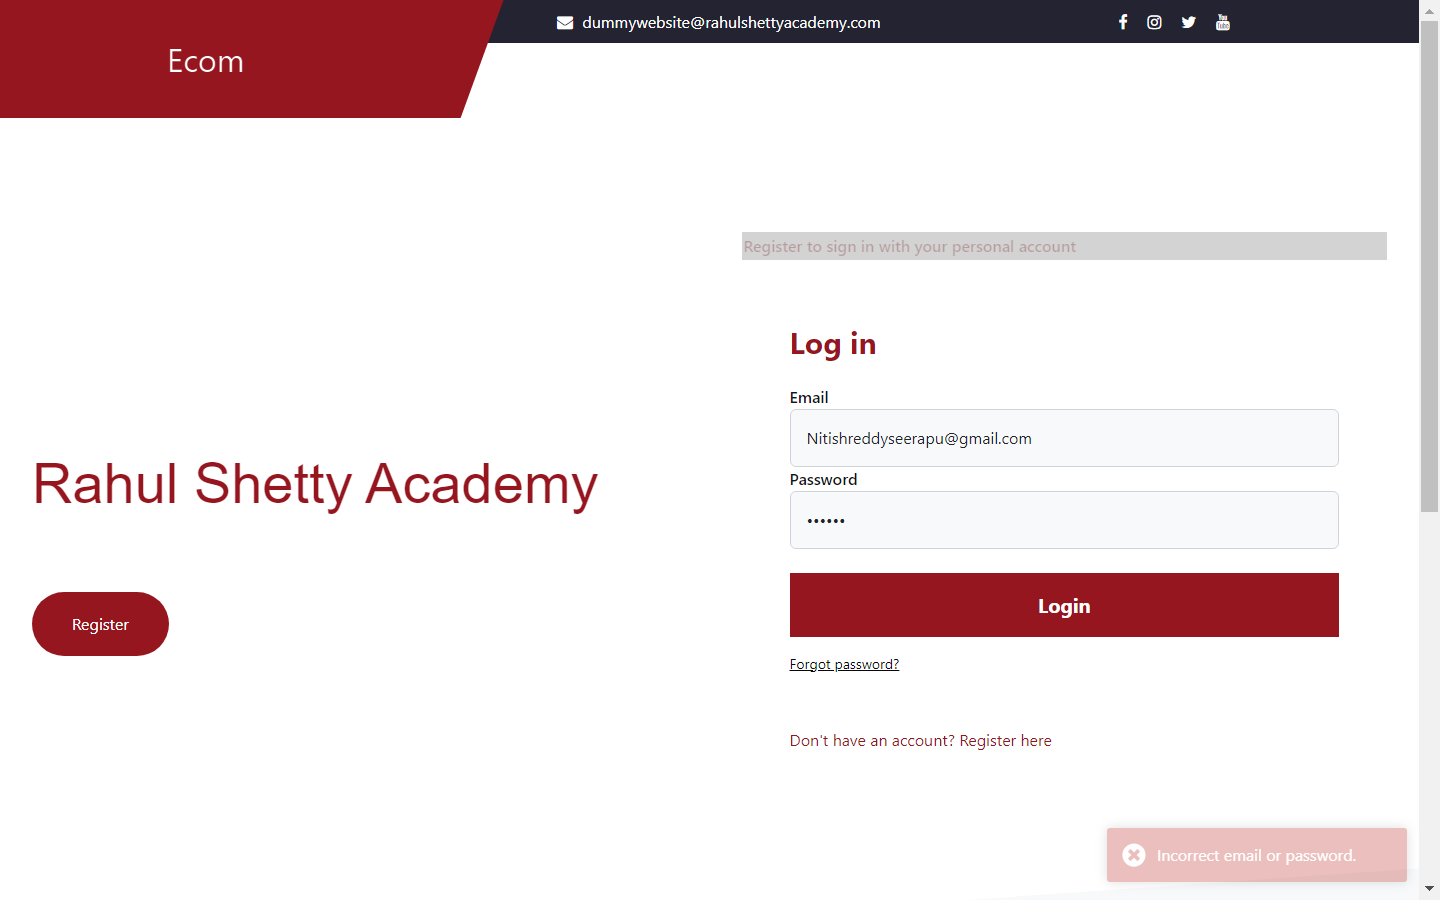 dummywebsite@rahulshettyacademy.com
Ecom
Register to sign in with your personal account
Log in
Email
Nitishreddyseerapu@gmail.com
Rahul Shetty Academy
Password
••••••
Register
Login
Forgot password?
Don't have an account? Register here
Incorrect email or password.